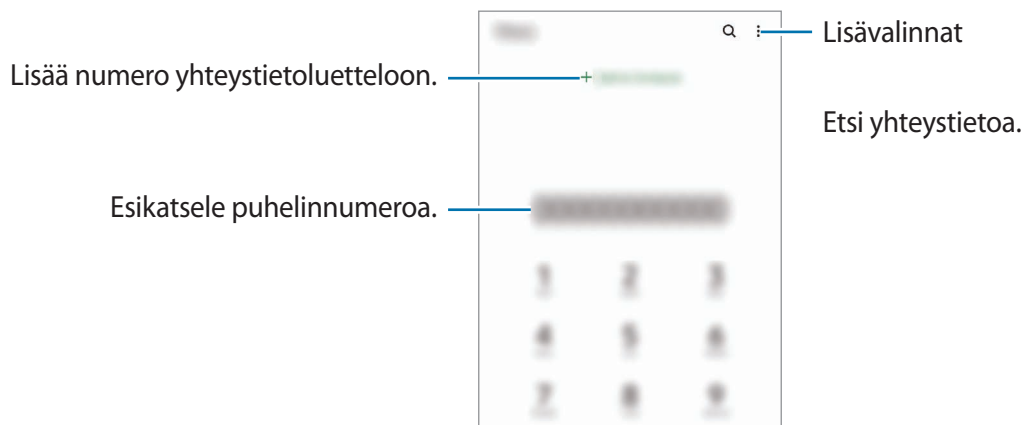 Lisävalinnat
Lisää numero yhteystietoluetteloon.
Etsi yhteystietoa.
Esikatsele puhelinnumeroa.
1 2 3
4 5 6
7 8 9